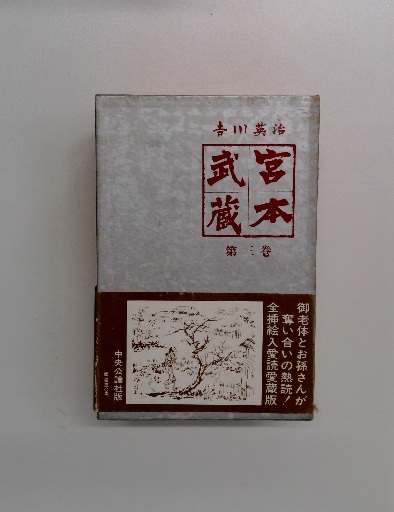 吉川英治
宮本
武蔵
第 巻
御老体とお孫さんが
奪い合いの熱読!
全挿絵入愛読愛蔵版
中央公論社版